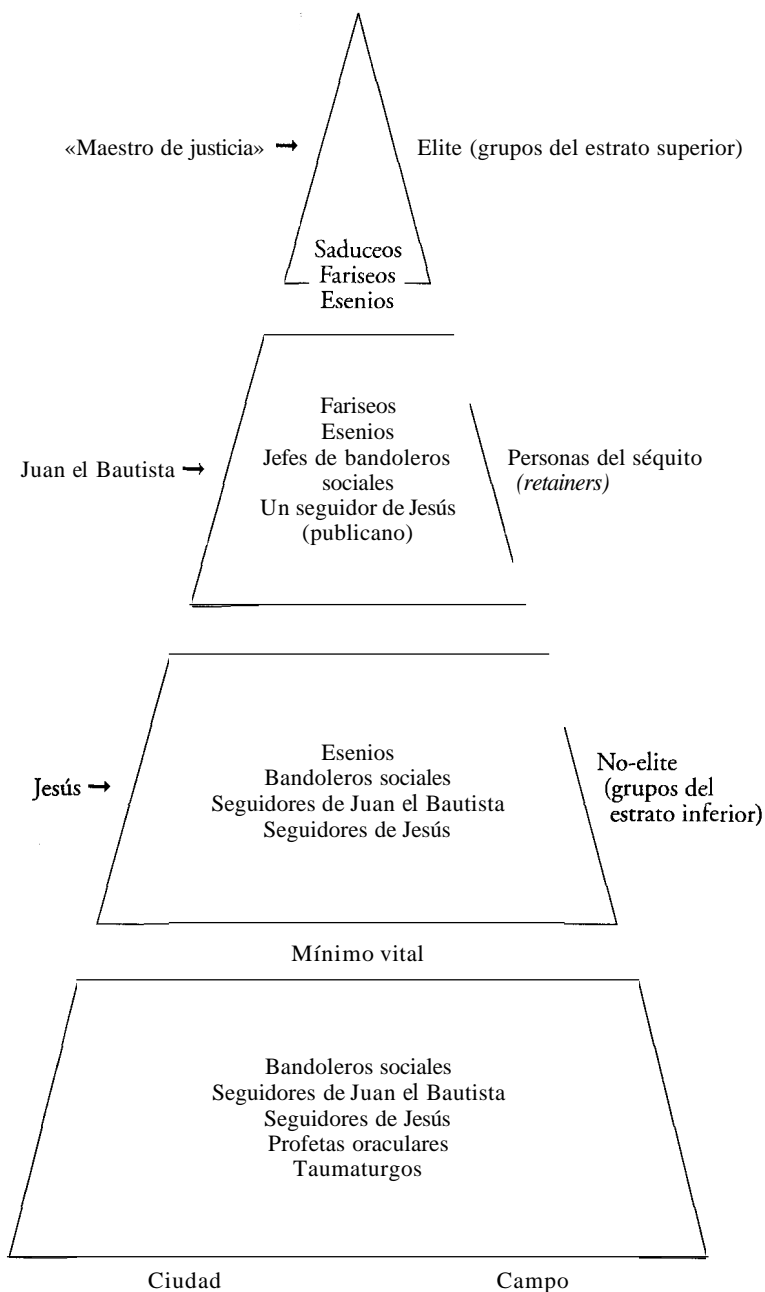 «Maestro de justicia» → Elite (grupos del estrato superior)
Saduceos
Fariseos
Esenios
Fariseos
Esenios
Jefes de bandoleros
sociales
Un seguidor de Jesús
(publicano)
Juan el Bautista →
Personas del séquito
(retainers)
Esenios
Bandoleros sociales
Seguidores de Juan el Bautista
Seguidores de Jesús
Jesús →
No-elite
(grupos del
estrato inferior)
Mínimo vital
Bandoleros sociales
Seguidores de Juan el Bautista
Seguidores de Jesús
Profetas oraculares
Taumaturgos
Ciudad Campo